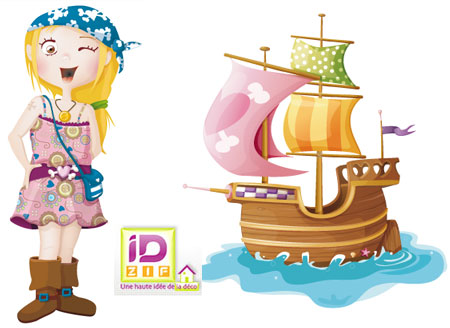 iD
ZIF
Une haute idée de la déco